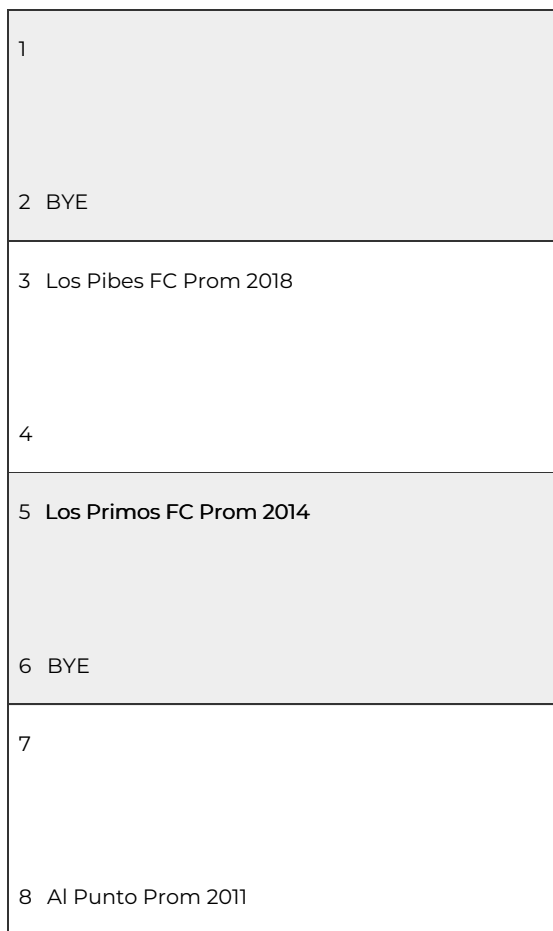 1
2 BYE
3 Los Pibes FC Prom 2018
4
5 Los Primos FC Prom 2014
6 BYE
7
8 Al Punto Prom 2011